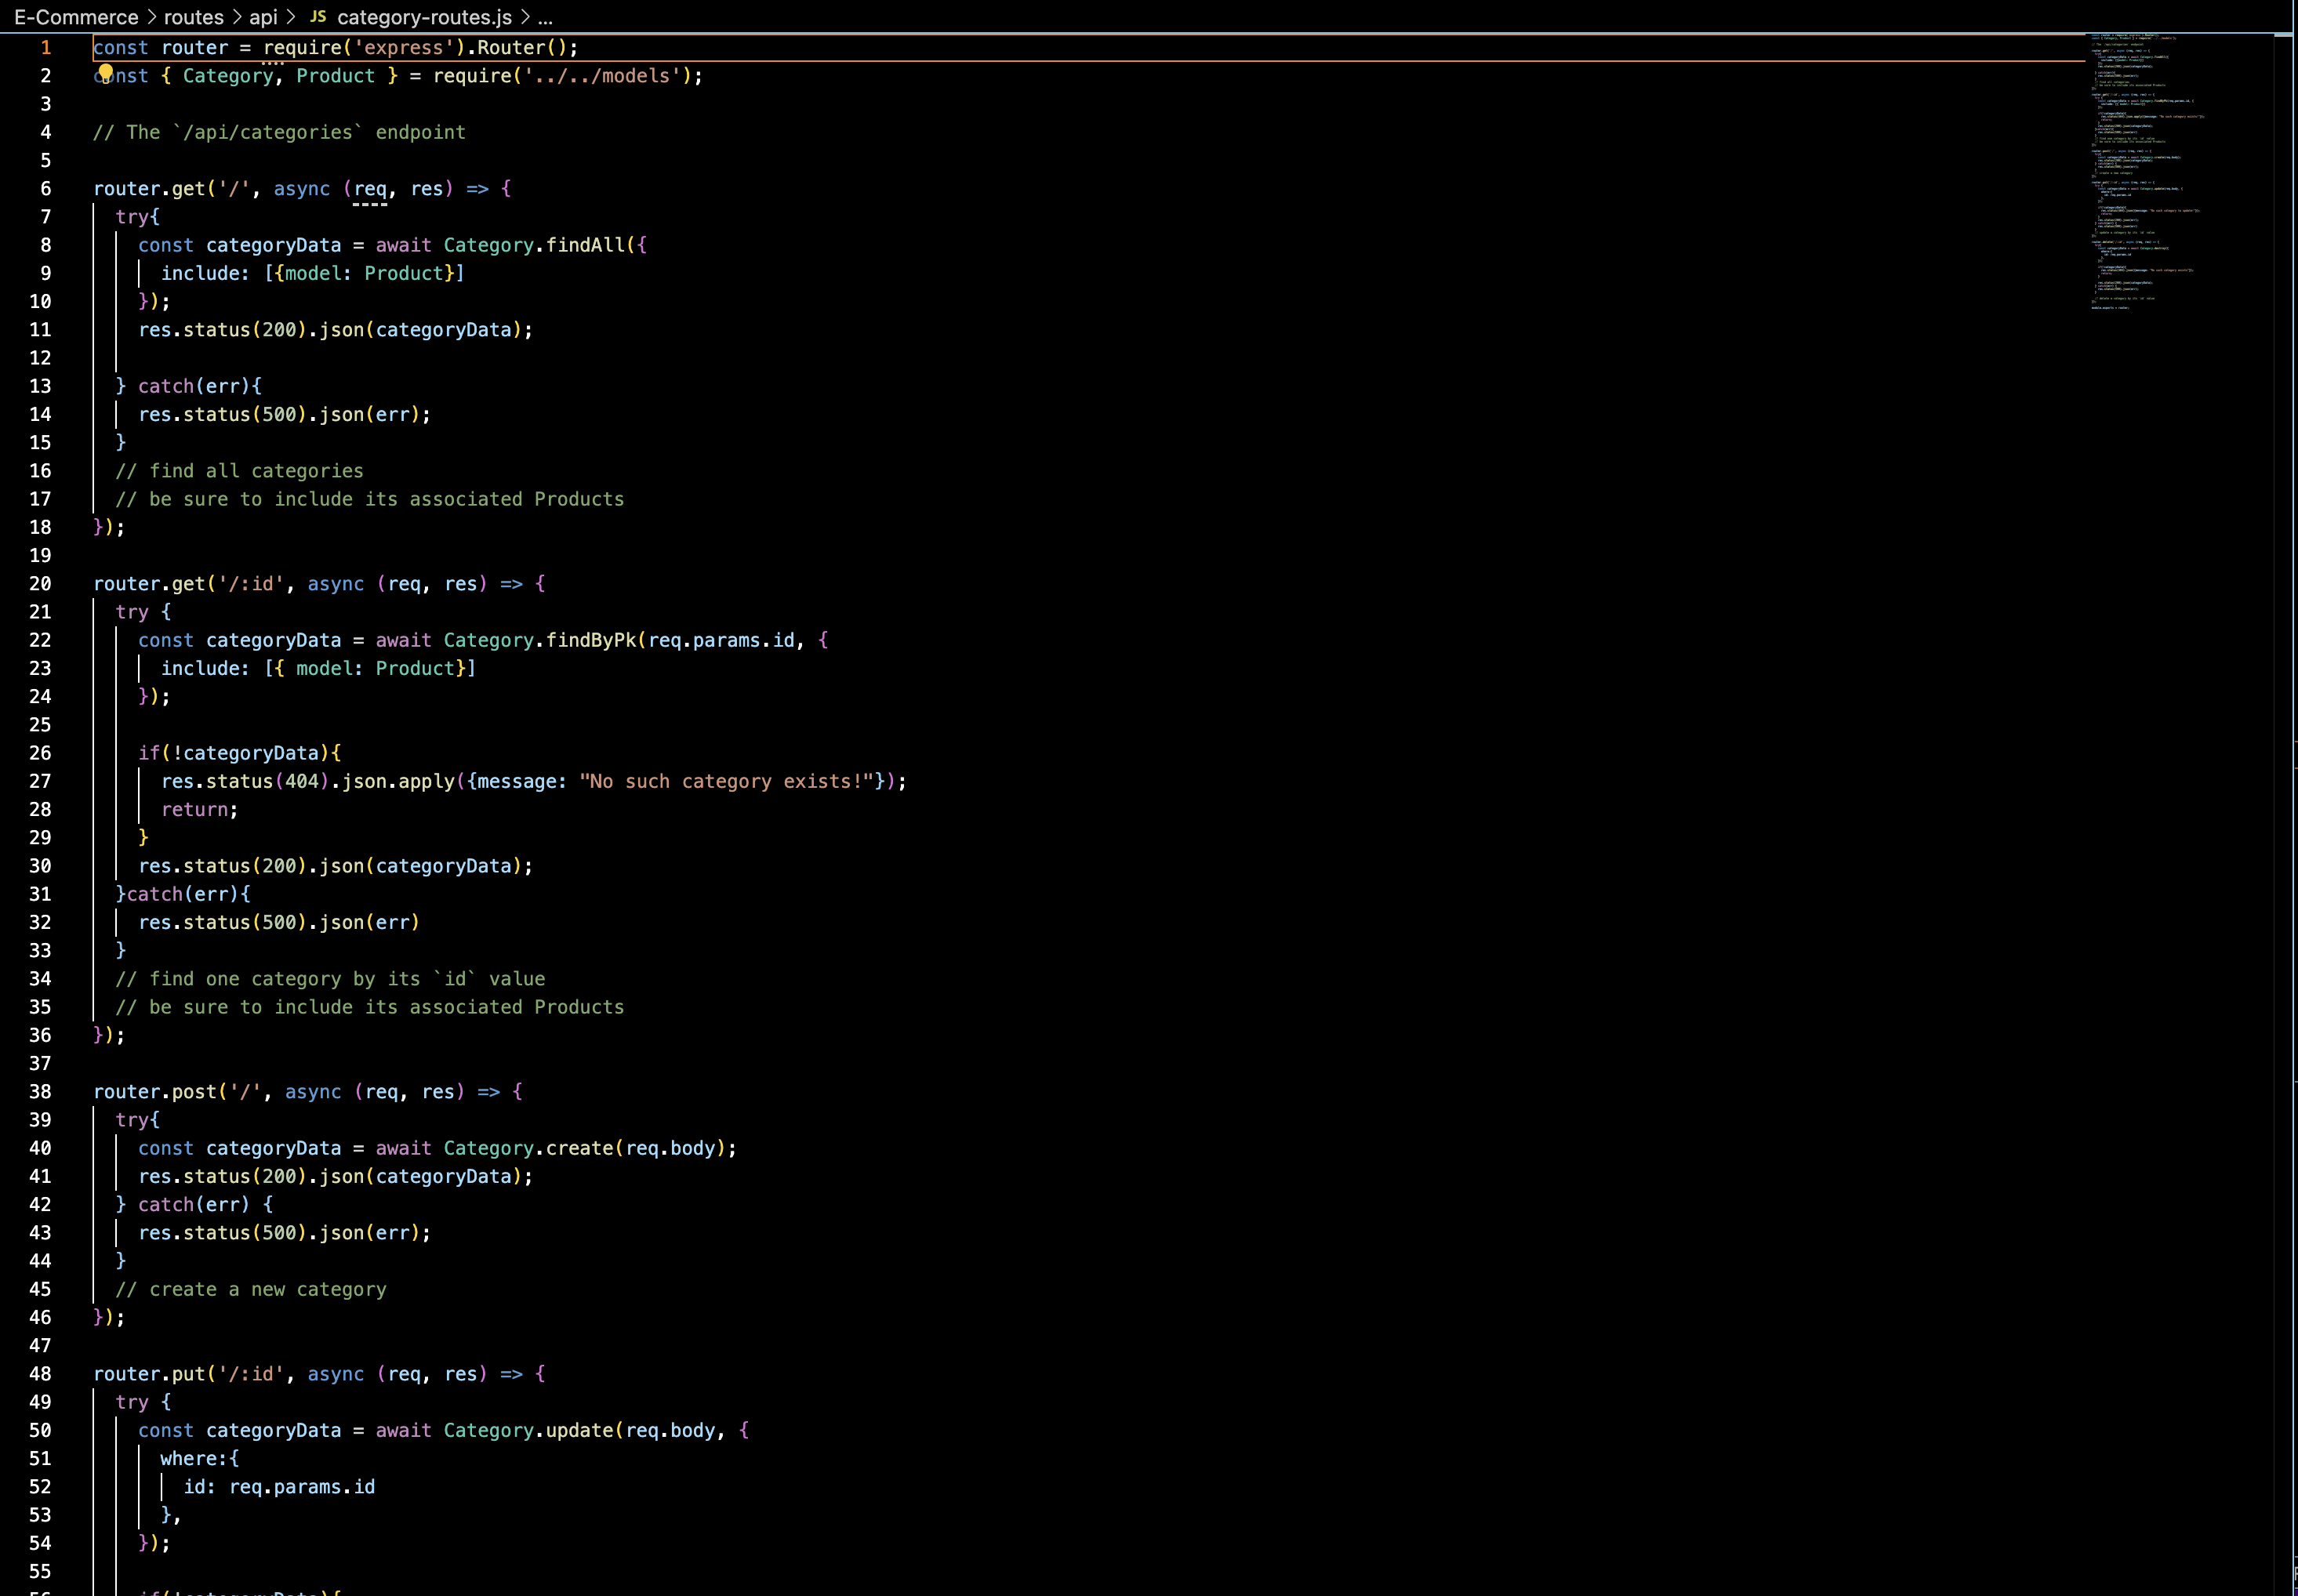 E-Commerce > routes > api > JS category-routes.js > ...
1 const router = require('express').Router();
2 const { Category, Product } = require('../../models');
3
4 // The `/api/categories` endpoint
5
6 router.get('/', async (req, res) => {
7   try{
8     const categoryData = await Category.findAll({
9       include: [{model: Product}]
10     });
11     res.status(200).json(categoryData);
12
13   } catch(err){
14     res.status(500).json(err);
15   }
16   // find all categories
17   // be sure to include its associated Products
18 });
19
20 router.get('/:id', async (req, res) => {
21   try {
22     const categoryData = await Category.findByPk(req.params.id, {
23       include: [{ model: Product}]
24     });
25
26     if(!categoryData){
27       res.status(404).json.apply({message: "No such category exists!"});
28       return;
29     }
30     res.status(200).json(categoryData);
31   }catch(err){
32     res.status(500).json(err)
33   }
34   // find one category by its `id` value
35   // be sure to include its associated Products
36 });
37
38 router.post('/', async (req, res) => {
39   try{
40     const categoryData = await Category.create(req.body);
41     res.status(200).json(categoryData);
42   } catch(err) {
43     res.status(500).json(err);
44   }
45   // create a new category
46 });
47
48 router.put('/:id', async (req, res) => {
49   try {
50     const categoryData = await Category.update(req.body, {
51       where:{
52         id: req.params.id
53       },
54     });
55
56     if(!categoryData){